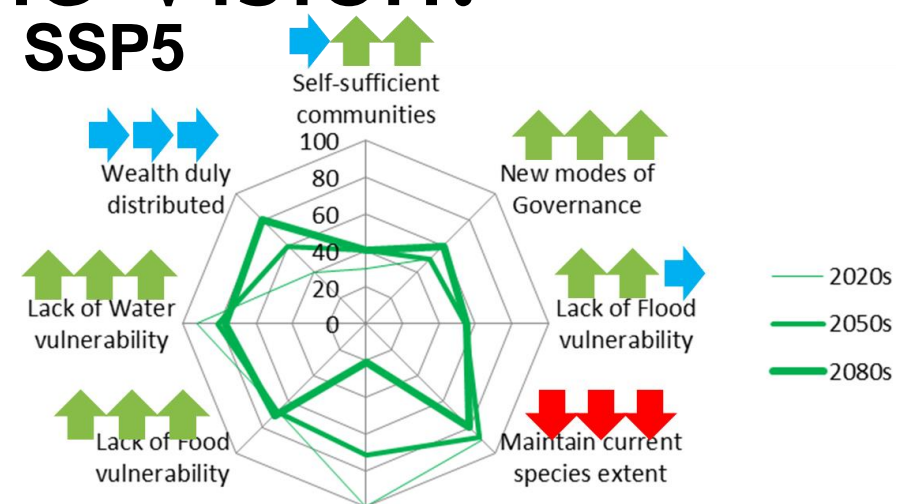 SSP5
Self-sufficient
communities
100
80
60
40
20
0
New modes of
Governance
Wealth duly
distributed
Lack of Flood
vulnerability
Lack of Water
vulnerability
Maintain current
species extent
Lack of Food
vulnerability
2020s
2050s
2080s